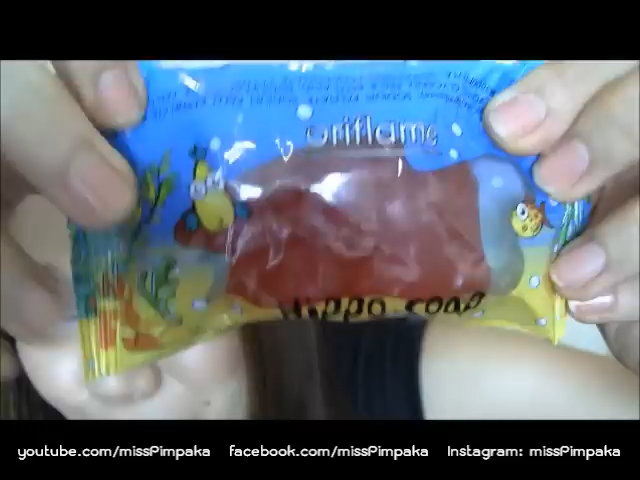 oriflame
Hippo soap
youtube.com/missPimpaka facebook.com/missPimpaka Instagram: missPimpaka